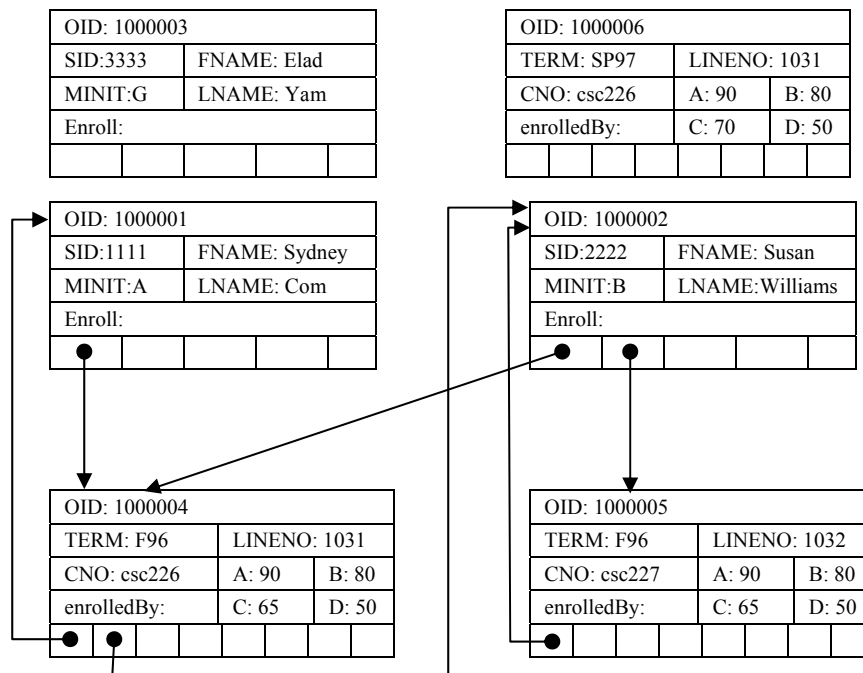 OID: 1000003
SID:3333 FNAME: Elad
MINIT:G LNAME: Yam
Enroll:
OID: 1000006
TERM: SP97 LINENO: 1031
CNO: csc226 A: 90 B: 80
enrolledBy: C: 70 D: 50
OID: 1000001
SID:1111 FNAME: Sydney
MINIT:A LNAME: Com
Enroll:
OID: 1000002
SID:2222 FNAME: Susan
MINIT:B LNAME:Williams
Enroll:
OID: 1000004
TERM: F96 LINENO: 1031
CNO: csc226 A: 90 B: 80
enrolledBy: C: 65 D: 50
OID: 1000005
TERM: F96 LINENO: 1032
CNO: csc227 A: 90 B: 80
enrolledBy: C: 65 D: 50